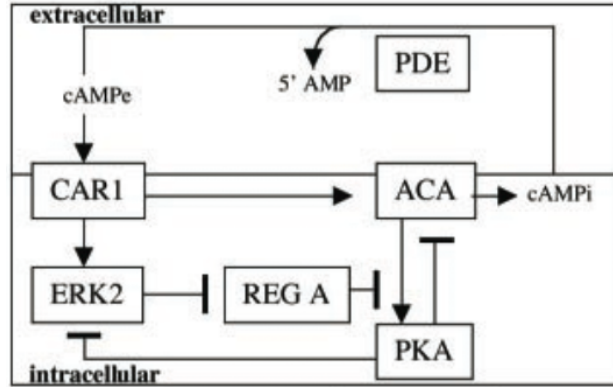 extracellular
PDE
5' AMP
cAMPe
CAR1
ACA
cAMPi
ERK2
REG A
PKA
intracellular